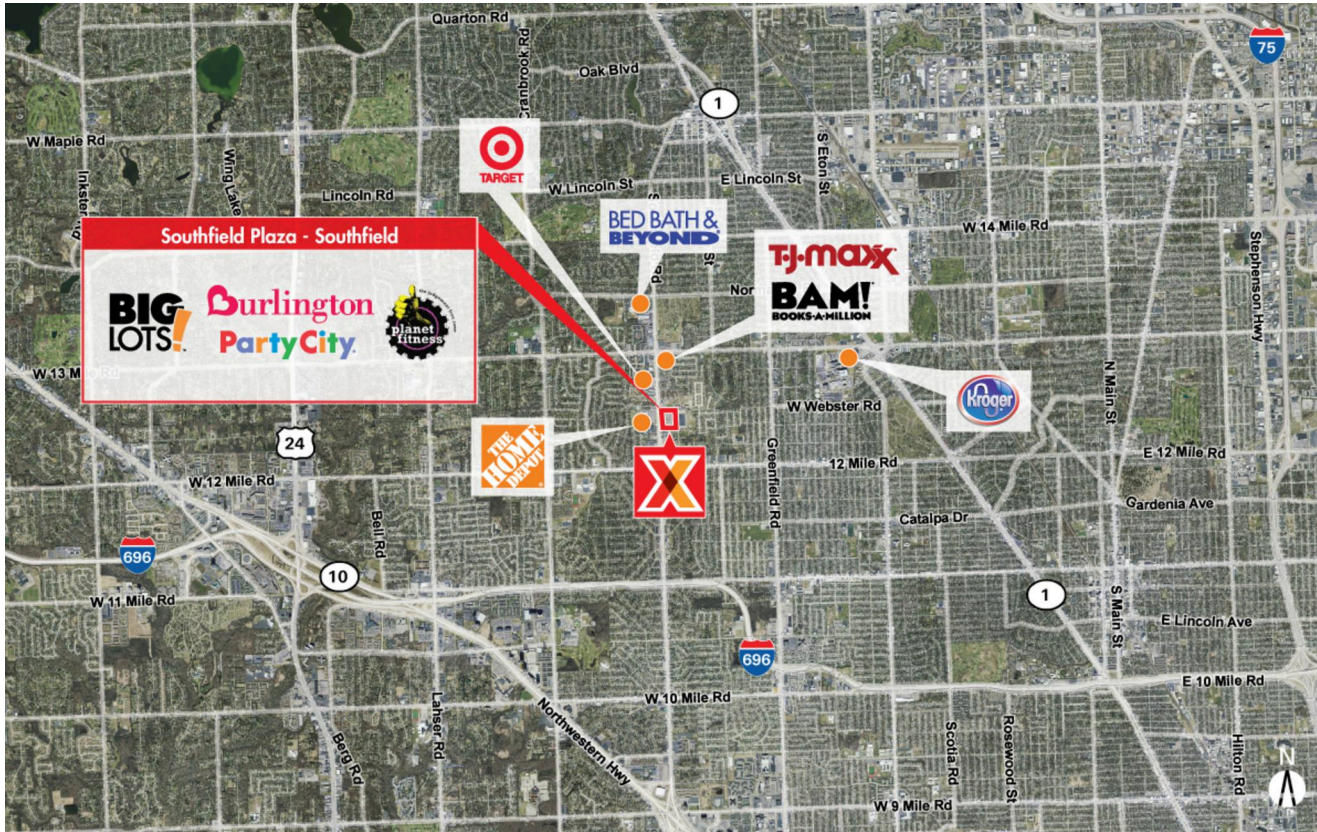 Quarton Rd
Cranbrook Rd
Oak Blvd
75
1
W Maple Rd
S Eton St
Inkster
Wing Lake
TARGET
W Lincoln St
E Lincoln St
Lincoln Rd
BED BATH &
BEYOND
W 14 Mile Rd
Stephenson Hwy
Southfield Plaza - Southfield
T·J·maxx
BAM!
BOOKS-A-MILLION
Rd
St
BIG
LOTS!
Burlington
PartyCity
planet
fitness
W 13
Rd
N Main St
Kroger
W Webster Rd
THE
HOME
DEPOT
X
24
Greenfield Rd
12 Mile Rd
E 12 Mile Rd
W 12 Mile Rd
Bell Rd
Gardenia Ave
Catalpa Dr
696
10
1
W 11 Mile Rd
S Main St
E Lincoln Ave
696
W 10 Mile Rd
E 10 Mile Rd
Northwestern Hwy
Lahser Rd
Berg Rd
Scotia Rd
Rosewood St
Hilton Rd
N
W 9 Mile Rd